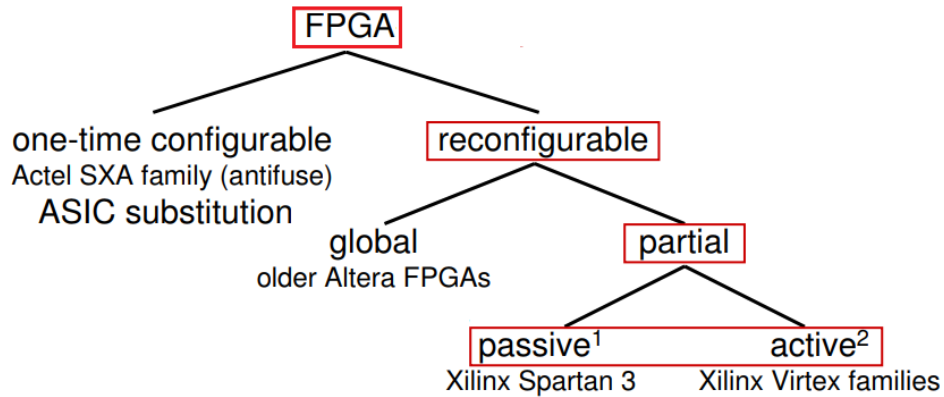 FPGA
one-time configurable
Actel SXA family (antifuse)
ASIC substitution
reconfigurable
global
older Altera FPGAs
partial
passive¹
Xilinx Spartan 3
active²
Xilinx Virtex families